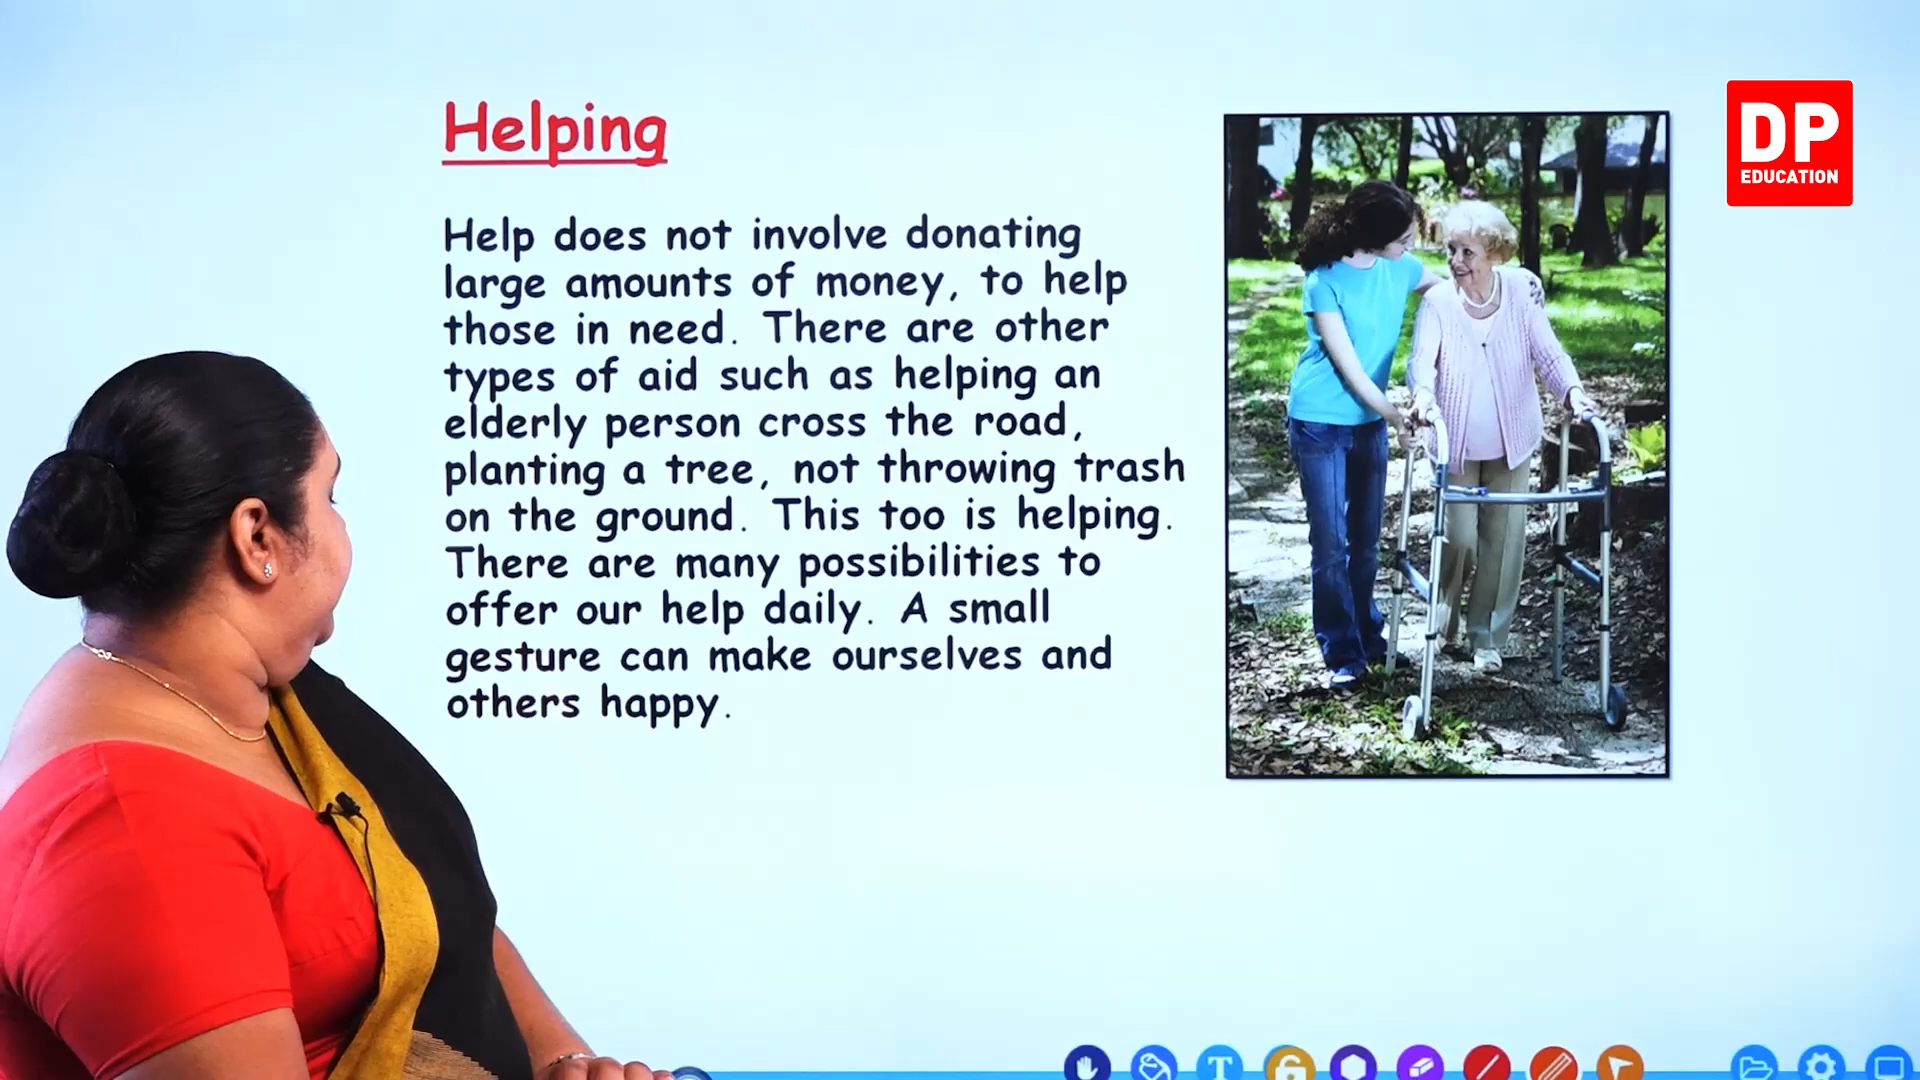 Helping
Help does not involve donating
large amounts of money, to help
those in need. There are other
types of aid such as helping an
elderly person cross the road,
planting a tree, not throwing trash
on the ground. This too is helping.
There are many possibilities to
offer our help daily. A small
gesture can make ourselves and
others happy.
DP
EDUCATION
T